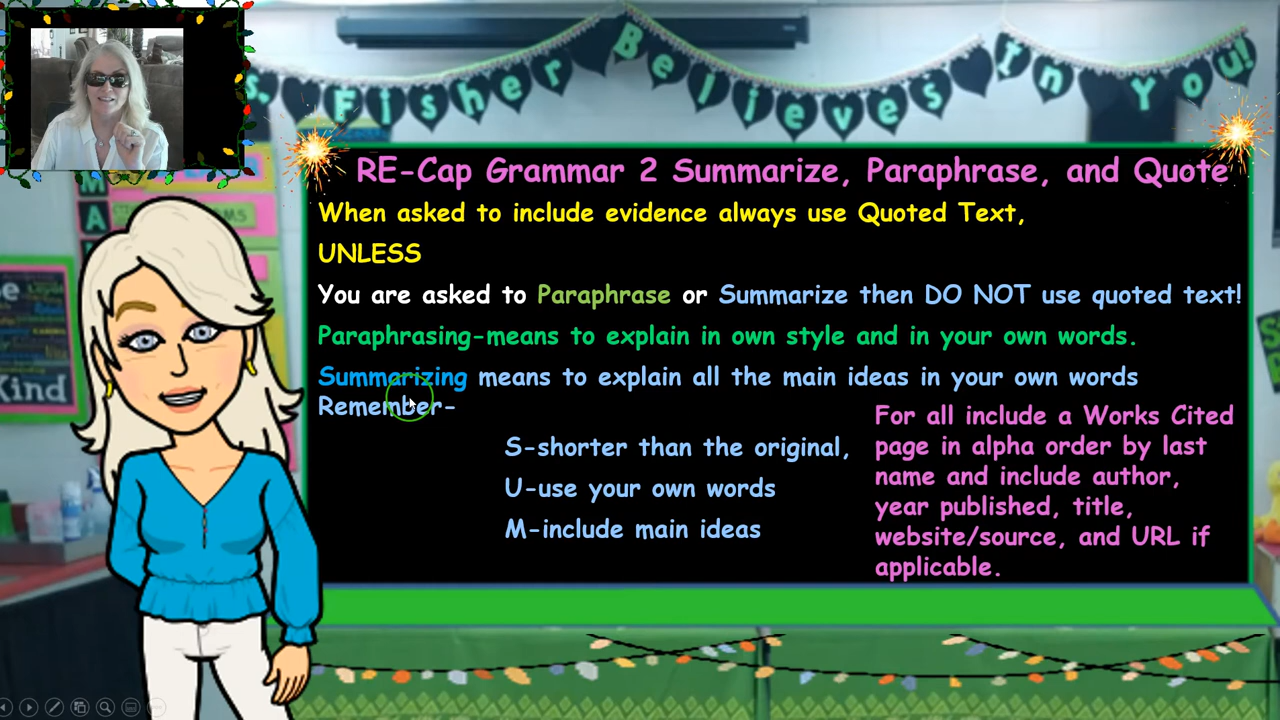 s. Fisher Believes In You!
RE-Cap Grammar 2 Summarize, Paraphrase, and Quote
When asked to include evidence always use Quoted Text,
UNLESS
You are asked to Paraphrase or Summarize then DO NOT use quoted text!
Paraphrasing-means to explain in own style and in your own words.
Summarizing means to explain all the main ideas in your own words
Remember-
S-shorter than the original,
U-use your own words
M-include main ideas
For all include a Works Cited
page in alpha order by last
name and include author,
year published, title,
website/source, and URL if
applicable.
Kind